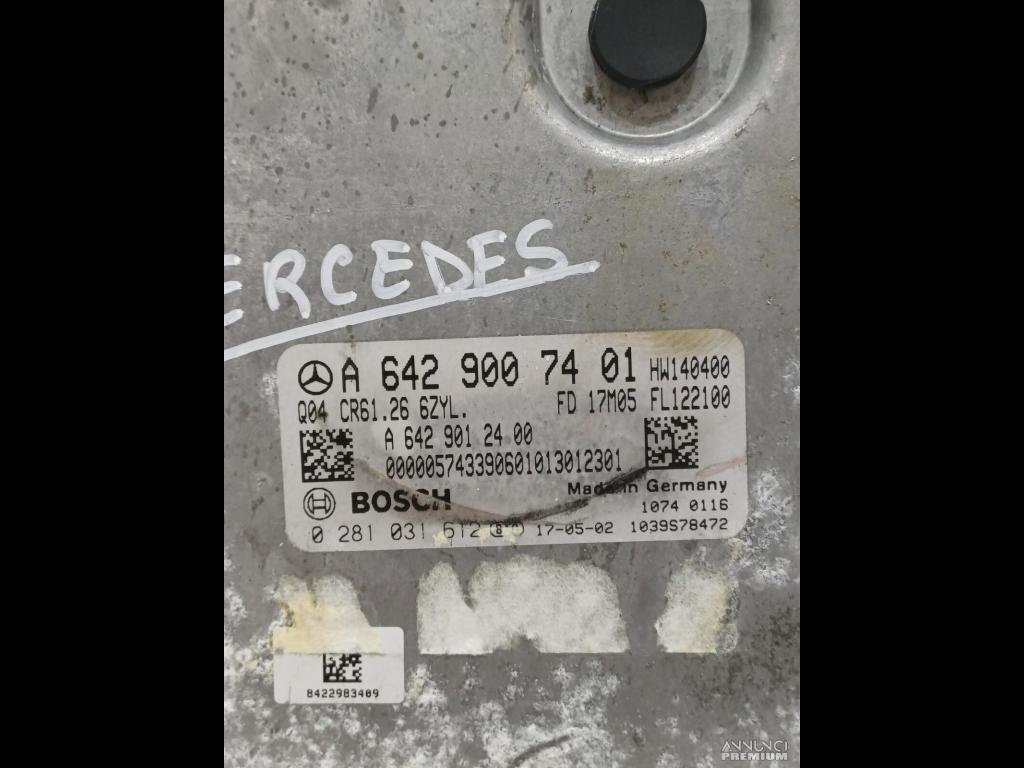 ERCEDES
A 642 900 74 01 HW140400
Q04 CR61.26 6ZYL. FD 17M05 FL122100
A 642 901 24 00
000005743390601013012301
Made in Germany
BOSCH
1074 0116
0 281 031 612 17-05-02 1039S78472
8422983409
ANNUNCI
PREMIUM